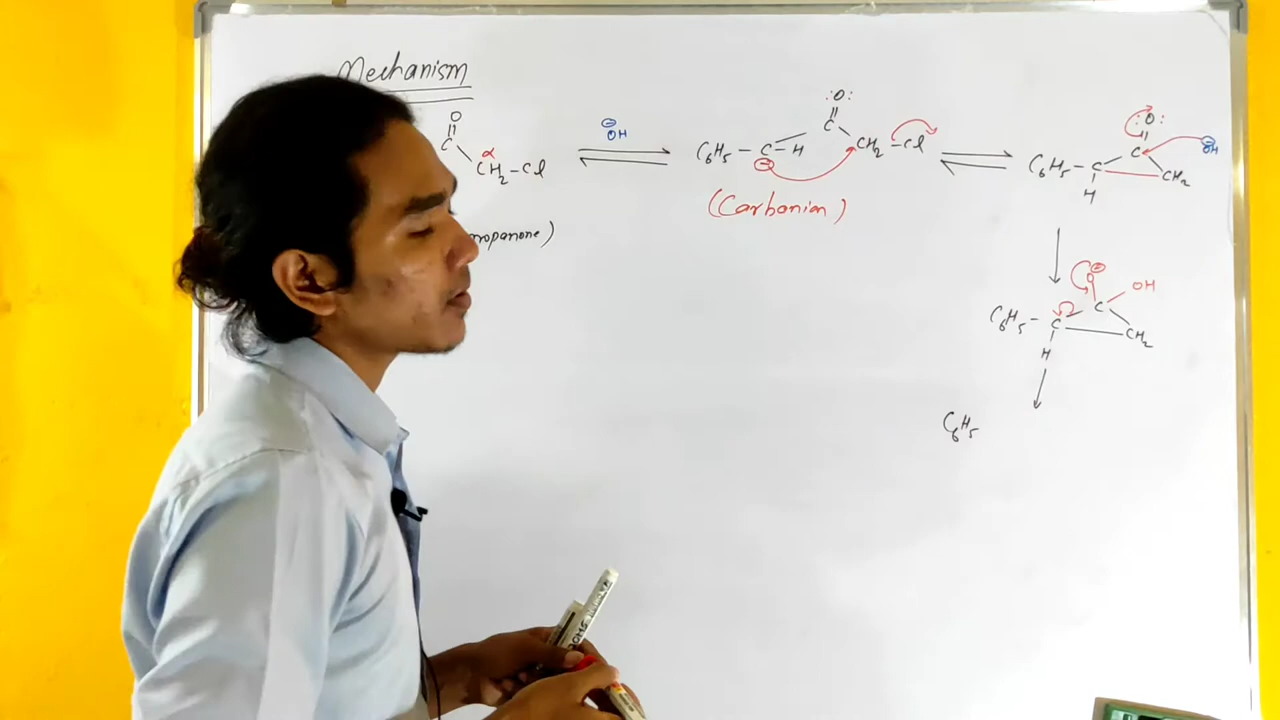 Mechanism
O
||
C
α
CH2-Cl
ropanone)
⊖OH
:O:
||
C6H5-C-H C CH2-Cl
⊖
(Carbanion)
:O:
||
⊖OH
C
C6H5-C CH2
H
⊖
O
C OH
C6H5-C CH2
H
C6H5